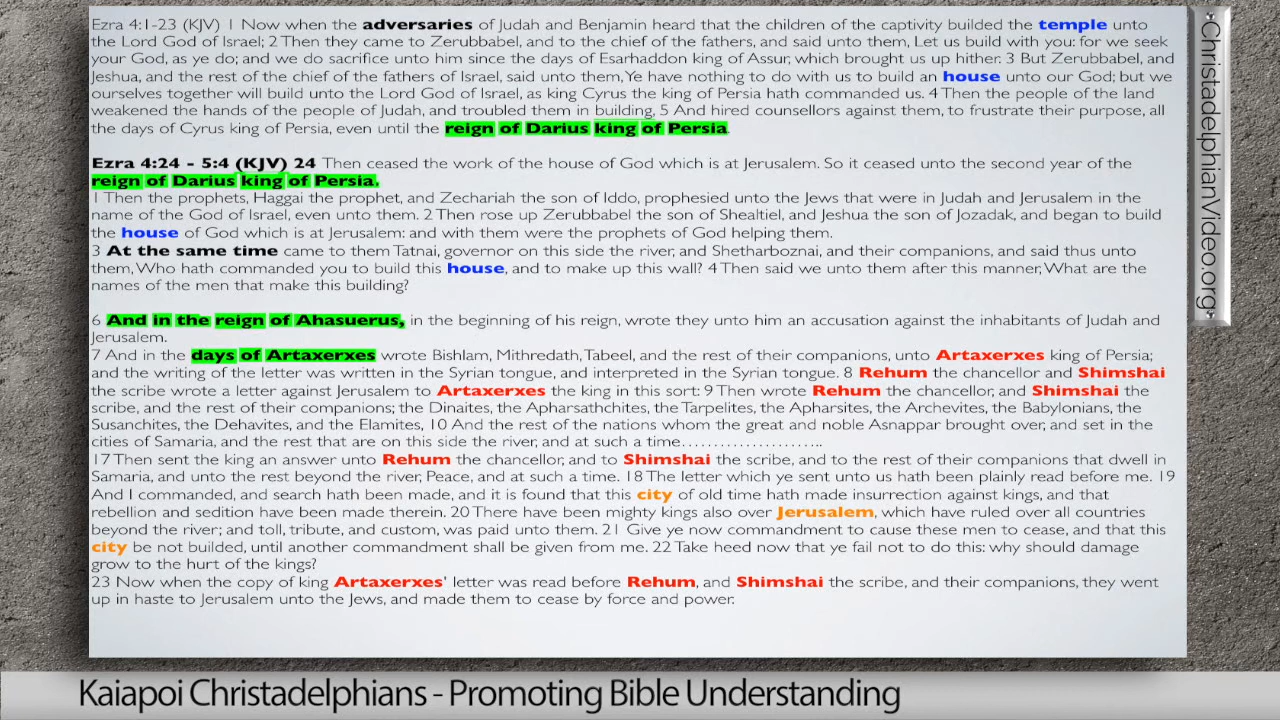 Ezra 4:1-23 (KJV) 1 Now when the adversaries of Judah and Benjamin heard that the children of the captivity builded the temple unto
the Lord God of Israel; 2 Then they came to Zerubbabel, and to the chief of the fathers, and said unto them, Let us build with you: for we seek
your God, as ye do; and we do sacrifice unto him since the days of Esarhaddon king of Assur, which brought us up hither. 3 But Zerubbabel, and
Jeshua, and the rest of the chief of the fathers of Israel, said unto them, Ye have nothing to do with us to build an house unto our God; but we
ourselves together will build unto the Lord God of Israel, as king Cyrus the king of Persia hath commanded us. 4 Then the people of the land
weakened the hands of the people of Judah, and troubled them in building, 5 And hired counsellors against them, to frustrate their purpose, all
the days of Cyrus king of Persia, even until the reign of Darius king of Persia.
Ezra 4:24 - 5:4 (KJV) 24 Then ceased the work of the house of God which is at Jerusalem. So it ceased unto the second year of the
reign of Darius king of Persia.
1 Then the prophets, Haggai the prophet, and Zechariah the son of Iddo, prophesied unto the Jews that were in Judah and Jerusalem in the
name of the God of Israel, even unto them. 2 Then rose up Zerubbabel the son of Shealtiel, and Jeshua the son of Jozadak, and began to build
the house of God which is at Jerusalem: and with them were the prophets of God helping them.
3 At the same time came to them Tatnai, governor on this side the river, and Shetharboznai, and their companions, and said thus unto
them, Who hath commanded you to build this house, and to make up this wall? 4 Then said we unto them after this manner, What are the
names of the men that make this building?
6 And in the reign of Ahasuerus, in the beginning of his reign, wrote they unto him an accusation against the inhabitants of Judah and
Jerusalem.
7 And in the days of Artaxerxes wrote Bishlam, Mithredath, Tabeel, and the rest of their companions, unto Artaxerxes king of Persia;
and the writing of the letter was written in the Syrian tongue, and interpreted in the Syrian tongue. 8 Rehum the chancellor and Shimshai
the scribe wrote a letter against Jerusalem to Artaxerxes the king in this sort: 9 Then wrote Rehum the chancellor, and Shimshai the
scribe, and the rest of their companions; the Dinaites, the Apharsathchites, the Tarpelites, the Apharsites, the Archevites, the Babylonians, the
Susanchites, the Dehavites, and the Elamites, 10 And the rest of the nations whom the great and noble Asnappar brought over, and set in the
cities of Samaria, and the rest that are on this side the river, and at such a time…………………..
17 Then sent the king an answer unto Rehum the chancellor, and to Shimshai the scribe, and to the rest of their companions that dwell in
Samaria, and unto the rest beyond the river, Peace, and at such a time. 18 The letter which ye sent unto us hath been plainly read before me. 19
And I commanded, and search hath been made, and it is found that this city of old time hath made insurrection against kings, and that
rebellion and sedition have been made therein. 20 There have been mighty kings also over Jerusalem, which have ruled over all countries
beyond the river; and toll, tribute, and custom, was paid unto them. 21 Give ye now commandment to cause these men to cease, and that this
city be not builded, until another commandment shall be given from me. 22 Take heed now that ye fail not to do this: why should damage
grow to the hurt of the kings?
23 Now when the copy of king Artaxerxes' letter was read before Rehum, and Shimshai the scribe, and their companions, they went
up in haste to Jerusalem unto the Jews, and made them to cease by force and power.
ChristadelphianVideo.org
Kaiapoi Christadelphians - Promoting Bible Understanding